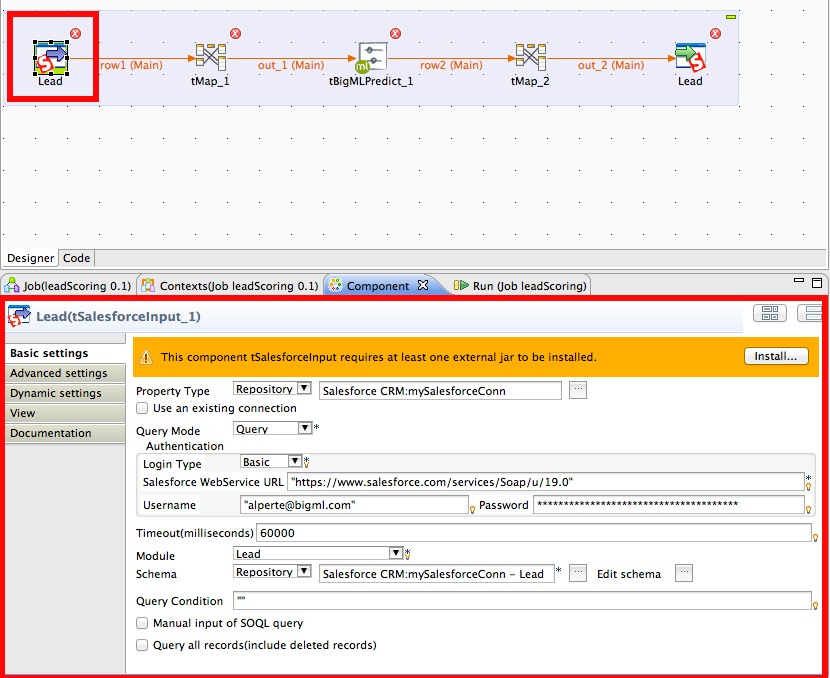 row1 (Main) out_1 (Main) row2 (Main) out_2 (Main)
Lead tMap_1 tBigMLPredict_1 tMap_2 Lead
Designer Code
Job(leadScoring 0.1) Contexts(Job leadScoring 0.1) Component Run (Job leadScoring)
Lead(tSalesforceInput_1)
Basic settings
Advanced settings
Dynamic settings
View
Documentation
This component tSalesforceInput requires at least one external jar to be installed. Install...
Property Type Repository Salesforce CRM:mySalesforceConn ...
Use an existing connection
Query Mode Query *
Authentication
Login Type Basic *
Salesforce WebService URL "https://www.salesforce.com/services/Soap/u/19.0" *
Username "alperte@bigml.com" Password **************************************
Timeout(milliseconds) 60000
Module Lead *
Schema Repository Salesforce CRM:mySalesforceConn - Lead * ... Edit schema ...
Query Condition ""
Manual input of SOQL query
Query all records(include deleted records)